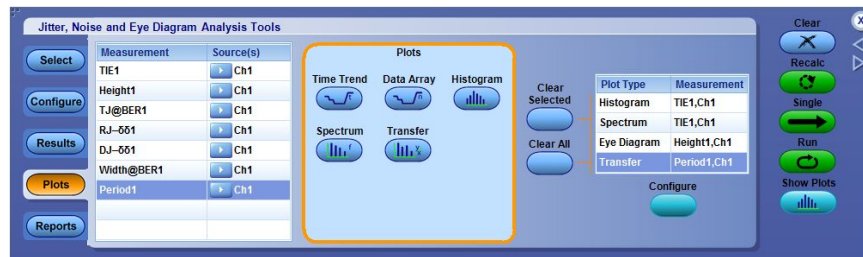 Jitter, Noise and Eye Diagram Analysis Tools
Select
Configure
Results
Plots
Reports
Measurement Source(s)
TIE1 Ch1
Height1 Ch1
TJ@BER1 Ch1
RJ–δδ1 Ch1
DJ–δδ1 Ch1
Width@BER1 Ch1
Period1 Ch1
Plots
Time Trend Data Array Histogram
Spectrum Transfer
Clear Selected
Clear All
Plot Type Measurement
Histogram TIE1,Ch1
Spectrum TIE1,Ch1
Eye Diagram Height1,Ch1
Transfer Period1,Ch1
Configure
Clear
Recalc
Single
Run
Show Plots